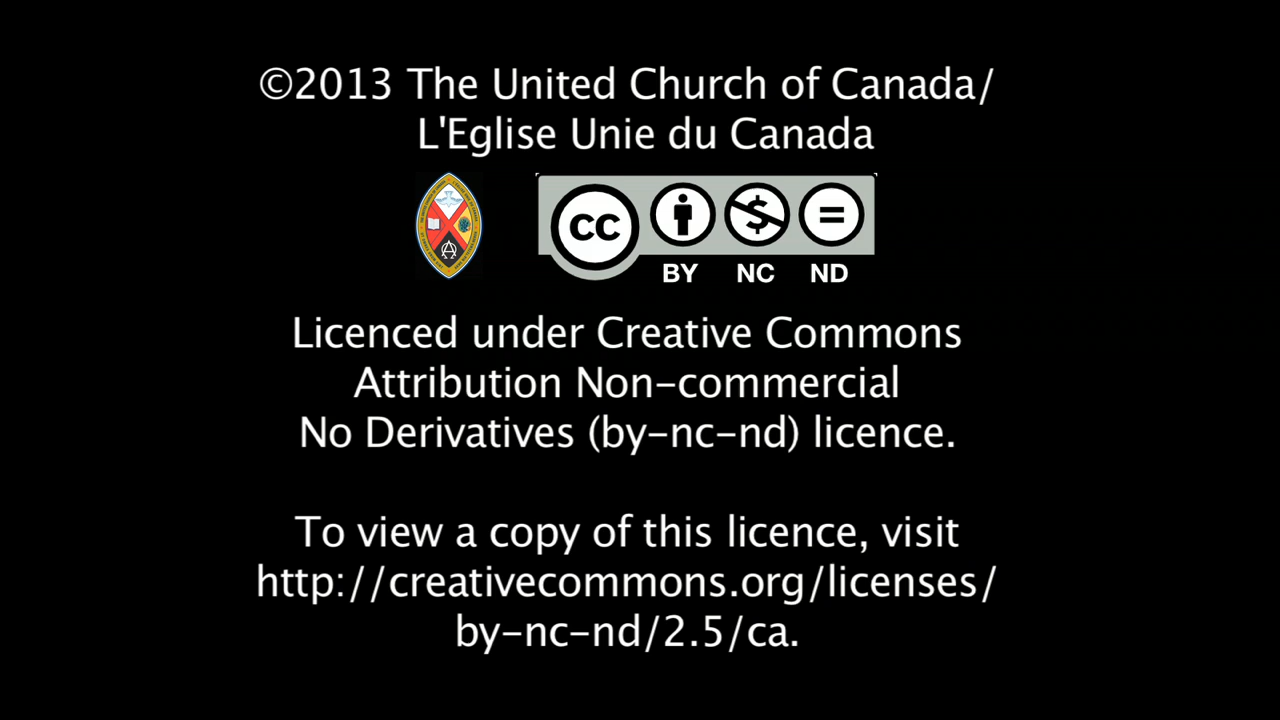 ©2013 The United Church of Canada/
L'Eglise Unie du Canada
cc
BY NC ND
Licenced under Creative Commons
Attribution Non-commercial
No Derivatives (by-nc-nd) licence.
To view a copy of this licence, visit
http://creativecommons.org/licenses/
by-nc-nd/2.5/ca.